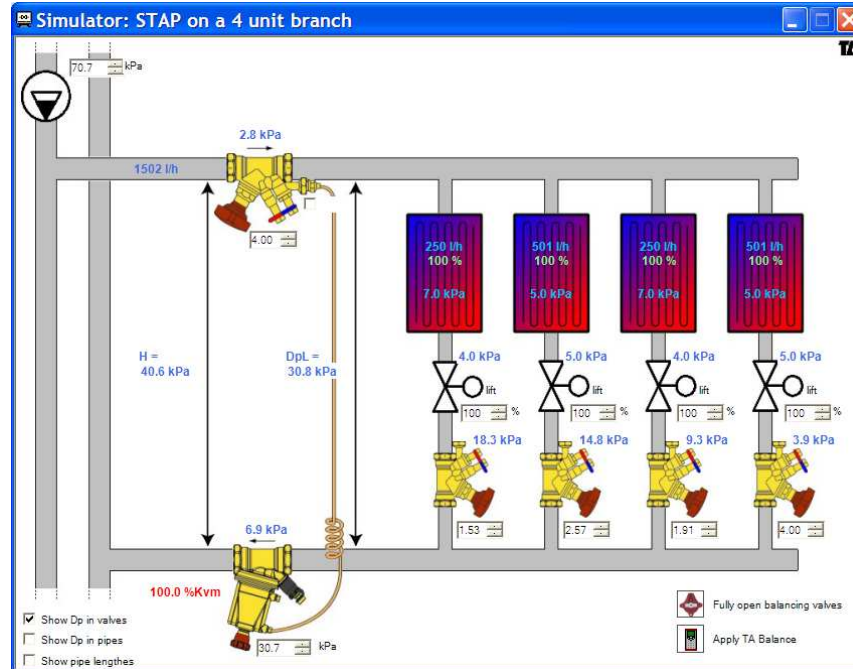 Simulator: STAP on a 4 unit branch
TA
70.7 kPa
2.8 kPa
1502 l/h
4.00
250 l/h
100 %
7.0 kPa
501 l/h
100 %
5.0 kPa
250 l/h
100 %
7.0 kPa
501 l/h
100 %
5.0 kPa
H =
40.6 kPa
DpL =
30.8 kPa
4.0 kPa
5.0 kPa
4.0 kPa
5.0 kPa
lift
lift
lift
lift
100 %
100 %
100 %
100 %
18.3 kPa
14.8 kPa
9.3 kPa
3.9 kPa
1.53
2.57
1.91
4.00
6.9 kPa
100.0 %Kvm
30.7 kPa
Show Dp in valves
Show Dp in pipes
Show pipe lengthes
Fully open balancing valves
Apply TA Balance